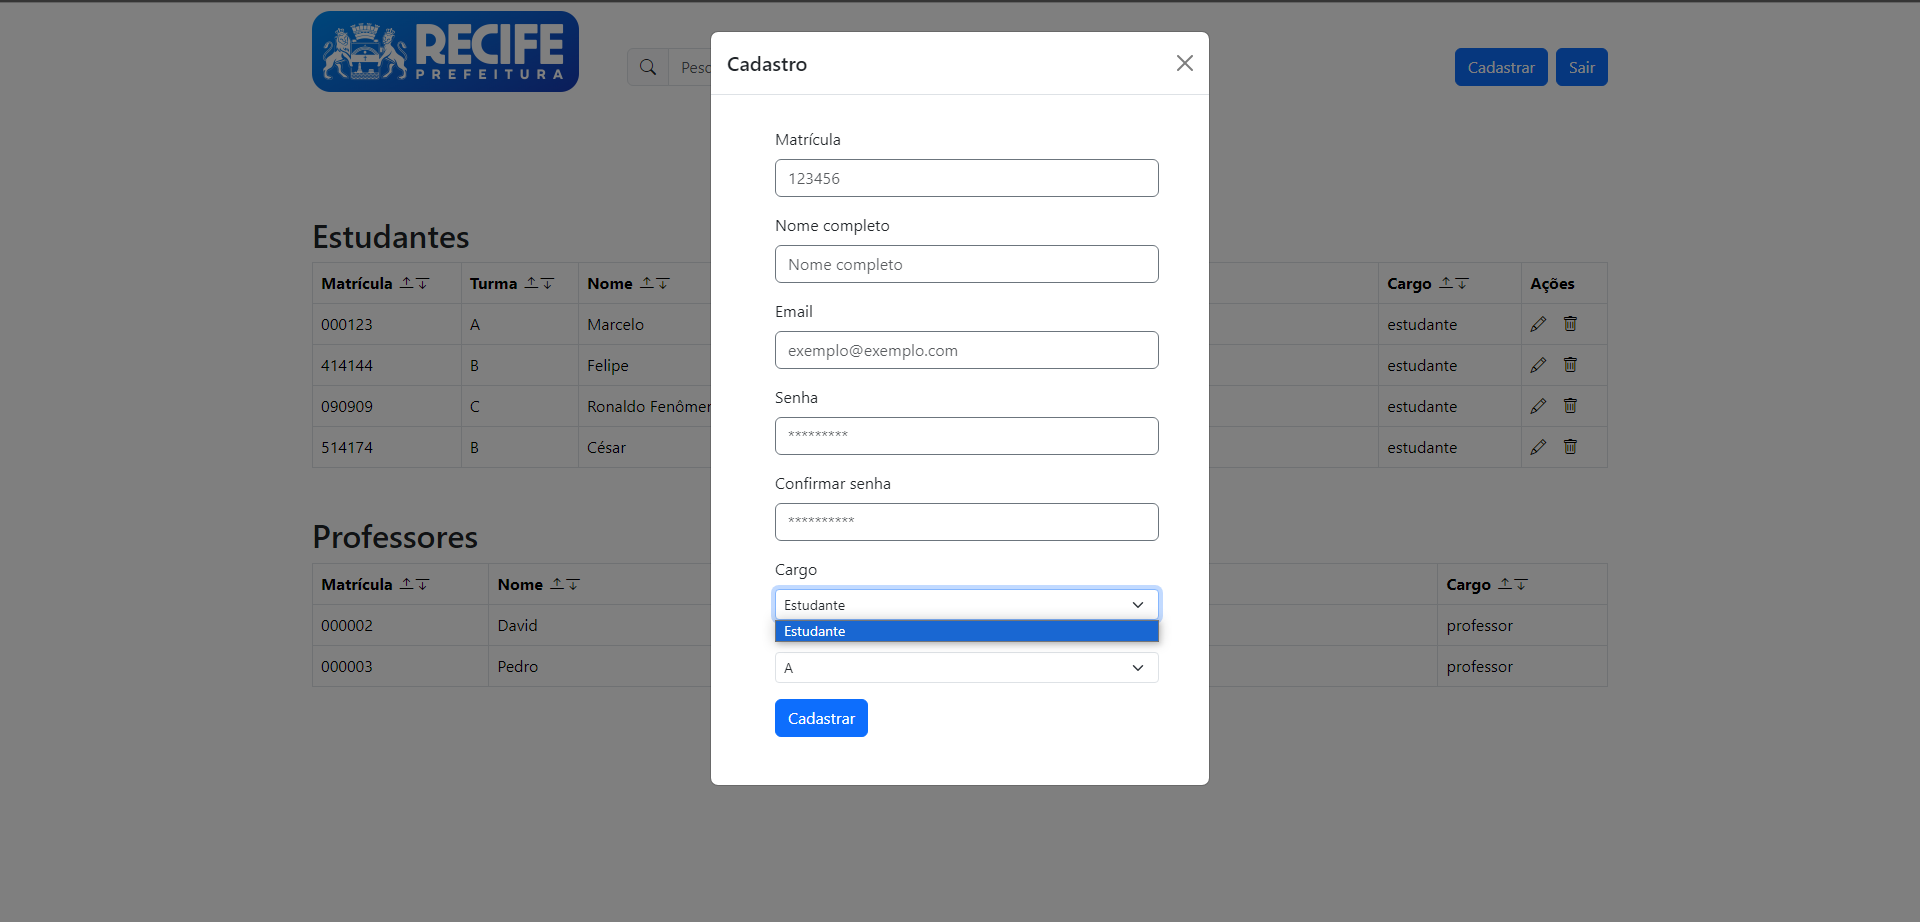 RECIFE
PREFEITURA
Cadastrar
Sair
Cadastro
Matrícula
123456
Nome completo
Nome completo
Email
exemplo@exemplo.com
Senha
*********
Confirmar senha
**********
Cargo
Estudante
Estudante
A
Cadastrar
Estudantes
Matrícula Turma Nome Cargo Ações
000123 A Marcelo estudante
414144 B Felipe estudante
090909 C Ronaldo estudante
514174 B César estudante
Professores
Matrícula Nome Cargo
000002 David professor
000003 Pedro professor